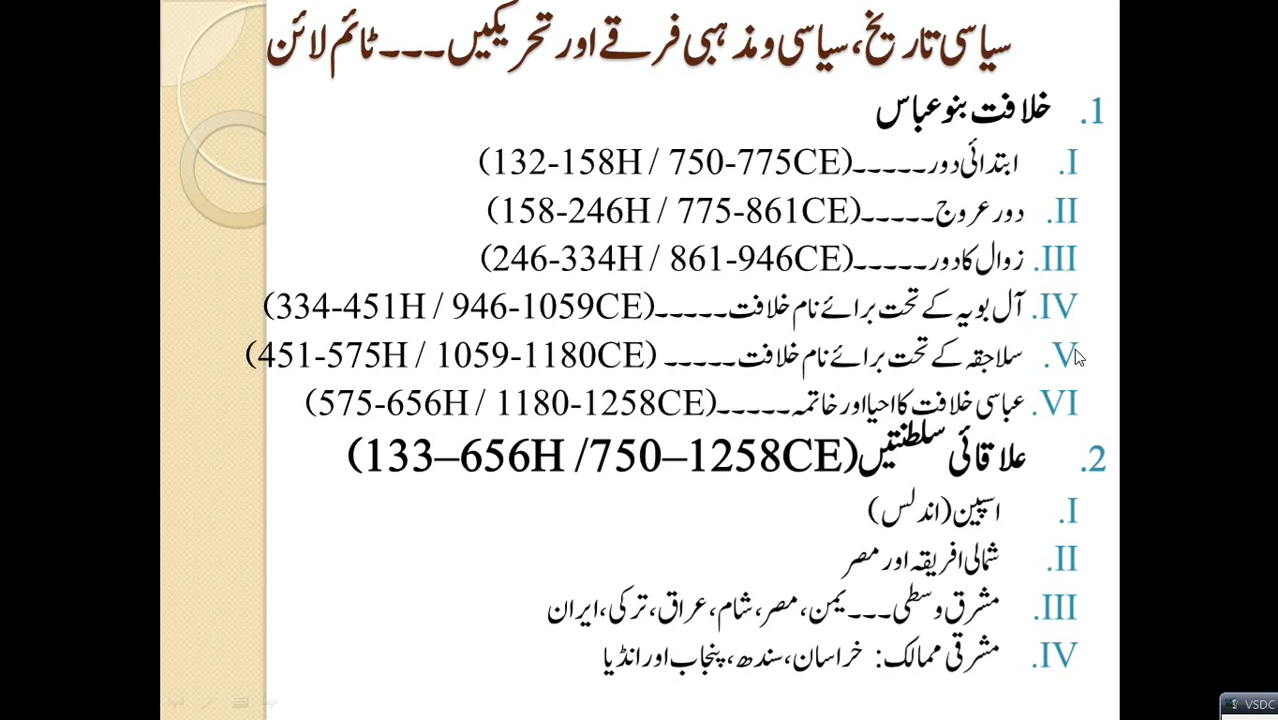 سیاسی تاریخ، سیاسی و مذہبی فرقے اور تحریکیں۔۔۔ ٹائم لائن
1. خلافت بنو عباس
I. ابتدائی دور۔۔۔۔۔(132-158H / 750-775CE)
II. دور عروج۔۔۔۔۔(158-246H / 775-861CE)
III. زوال کا دور۔۔۔۔۔(246-334H / 861-946CE)
IV. آل بویہ کے تحت برائے نام خلافت۔۔۔۔۔(334-451H / 946-1059CE)
V. سلاجقہ کے تحت برائے نام خلافت۔۔۔۔۔ (451-575H / 1059-1180CE)
VI. عباسی خلافت کا احیا اور خاتمہ۔۔۔۔۔(575-656H / 1180-1258CE)
2. علاقائی سلطنتیں(133–656H /750–1258CE)
I. اسپین(اندلس)
II. شمالی افریقہ اور مصر
III. مشرق وسطی۔۔۔ یمن، مصر، شام، عراق، ترکی، ایران
IV. مشرقی ممالک: خراسان، سندھ، پنجاب اور انڈیا
VSDC